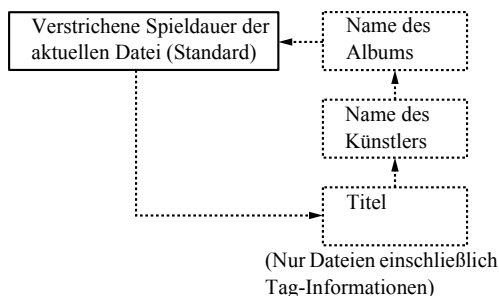 Verstrichene Spieldauer der
aktuellen Datei (Standard)
Name des
Albums
Name des
Künstlers
Titel
(Nur Dateien einschließlich
Tag-Informationen)